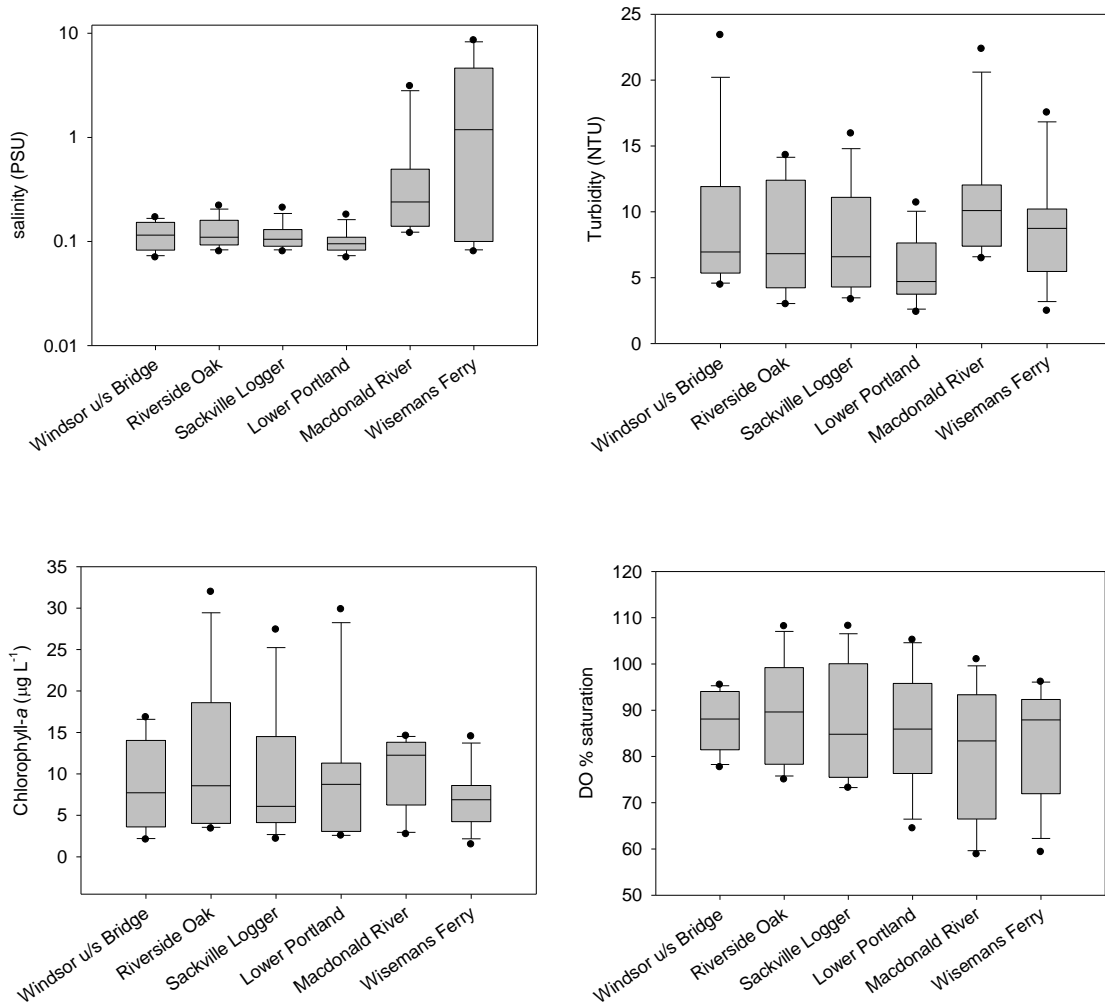 salinity (PSU)
10
1
0.1
0.01
Windsor u/s Bridge
Riverside Oak
Sackville Logger
Lower Portland
Macdonald River
Wisemans Ferry
Turbidity (NTU)
25
20
15
10
5
0
Windsor u/s Bridge
Riverside Oak
Sackville Logger
Lower Portland
Macdonald River
Wisemans Ferry
Chlorophyll-a (µg L⁻¹)
35
30
25
20
15
10
5
0
Windsor u/s Bridge
Riverside Oak
Sackville Logger
Lower Portland
Macdonald River
Wisemans Ferry
DO % saturation
120
110
100
90
80
70
60
50
Windsor u/s Bridge
Riverside Oak
Sackville Logger
Lower Portland
Macdonald River
Wisemans Ferry